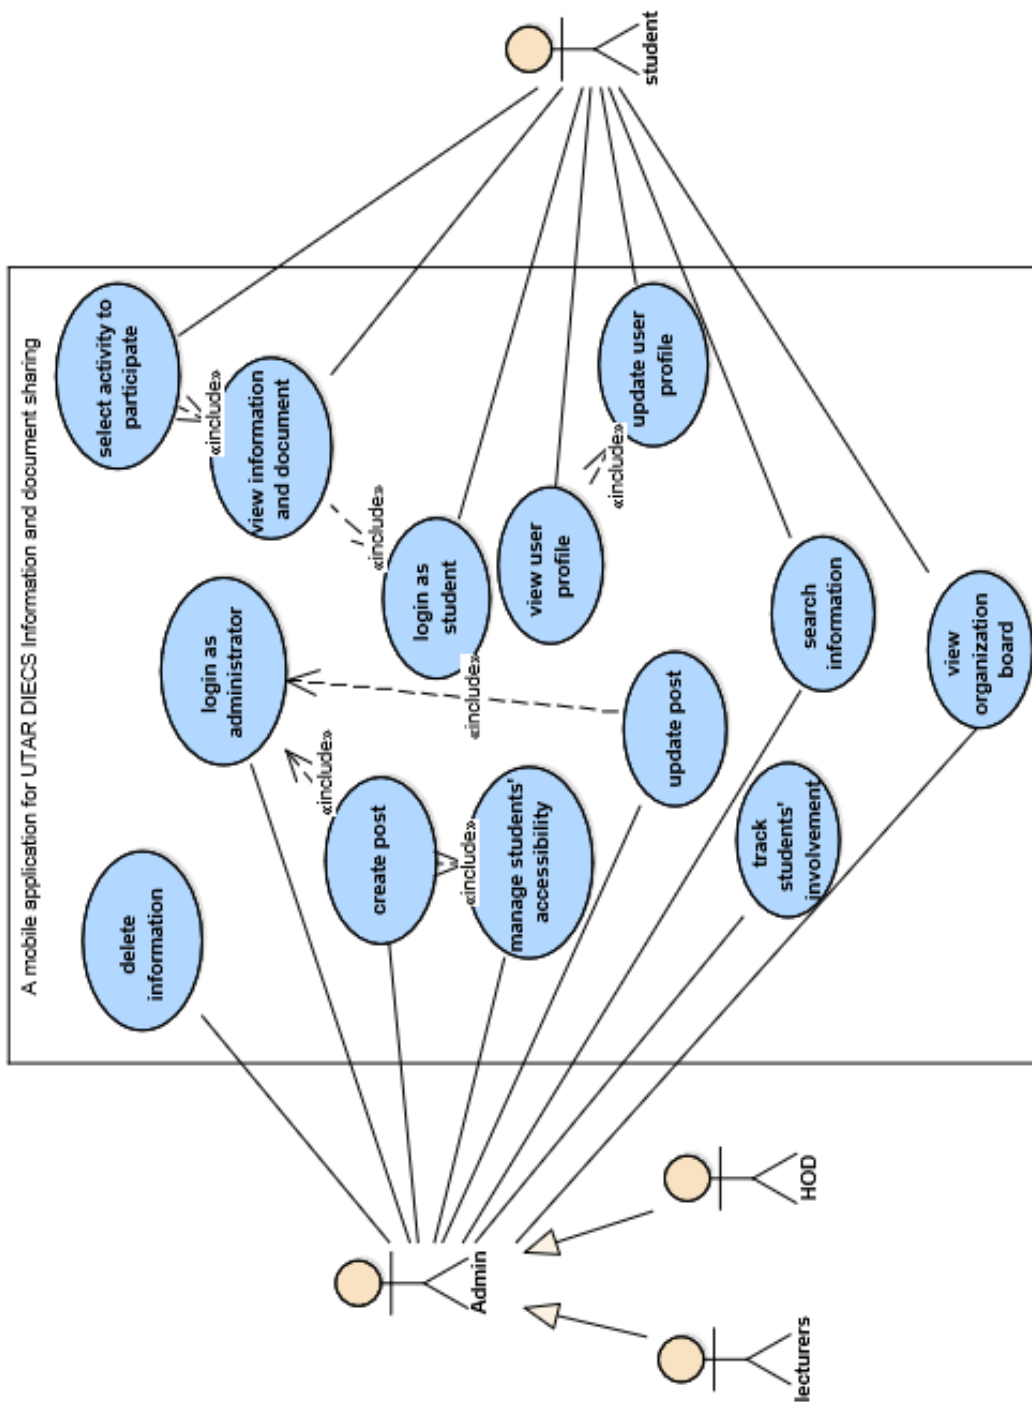 A mobile application for UTAR DIECS Information and document sharing
delete
information
login as
administrator
select activity to
participate
«include»
view information
and document
«include»
create post
«include»
login as
student
«include»
manage students'
accessibility
«include»
view user
profile
«include»
update user
profile
update post
track
students'
involvement
search
information
view
organization
board
Admin
lecturers
HOD
student